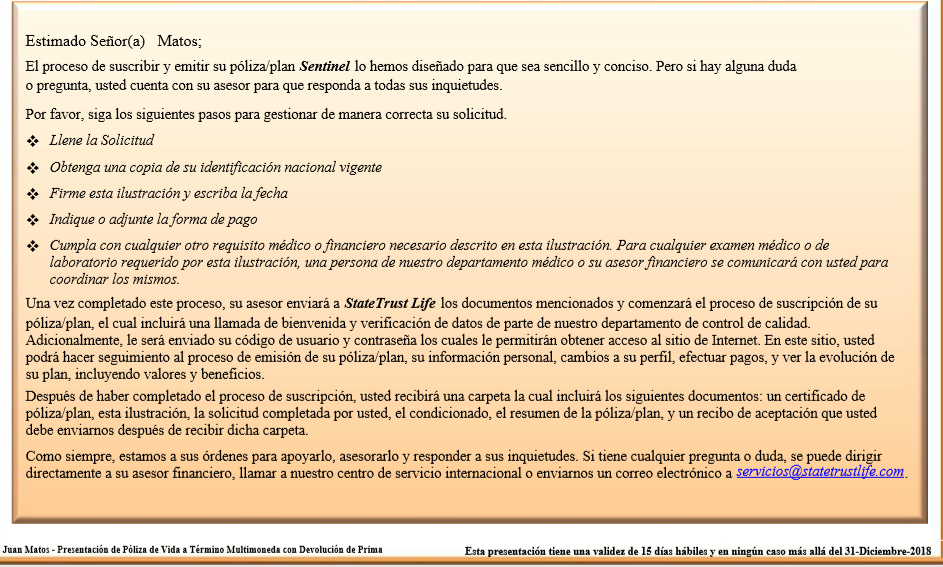 Estimado Señor(a) Matos;
El proceso de suscribir y emitir su póliza/plan Sentinel lo hemos diseñado para que sea sencillo y conciso. Pero si hay alguna duda
o pregunta, usted cuenta con su asesor para que responda a todas sus inquietudes.
Por favor, siga los siguientes pasos para gestionar de manera correcta su solicitud.
❖ Llene la Solicitud
❖ Obtenga una copia de su identificación nacional vigente
❖ Firme esta ilustración y escriba la fecha
❖ Indique o adjunte la forma de pago
❖ Cumpla con cualquier otro requisito médico o financiero necesario descrito en esta ilustración. Para cualquier examen médico o de
laboratorio requerido por esta ilustración, una persona de nuestro departamento médico o su asesor financiero se comunicará con usted para
coordinar los mismos.
Una vez completado este proceso, su asesor enviará a StateTrust Life los documentos mencionados y comenzará el proceso de suscripción de su
póliza/plan, el cual incluirá una llamada de bienvenida y verificación de datos de parte de nuestro departamento de control de calidad.
Adicionalmente, le será enviado su código de usuario y contraseña los cuales le permitirán obtener acceso al sitio de Internet. En este sitio, usted
podrá hacer seguimiento al proceso de emisión de su póliza/plan, su información personal, cambios a su perfil, efectuar pagos, y ver la evolución de
su plan, incluyendo valores y beneficios.
Después de haber completado el proceso de suscripción, usted recibirá una carpeta la cual incluirá los siguientes documentos: un certificado de
póliza/plan, esta ilustración, la solicitud completada por usted, el condicionado, el resumen de la póliza/plan, y un recibo de aceptación que usted
debe enviarnos después de recibir dicha carpeta.
Como siempre, estamos a sus órdenes para apoyarlo, asesorarlo y responder a sus inquietudes. Si tiene cualquier pregunta o duda, se puede dirigir
directamente a su asesor financiero, llamar a nuestro centro de servicio internacional o enviarnos un correo electrónico a servicios@statetrustlife.com.
Juan Matos - Presentación de Póliza de Vida a Término Multimoneda con Devolución de Prima
Esta presentación tiene una validez de 15 días hábiles y en ningún caso más allá del 31-Diciembre-2018